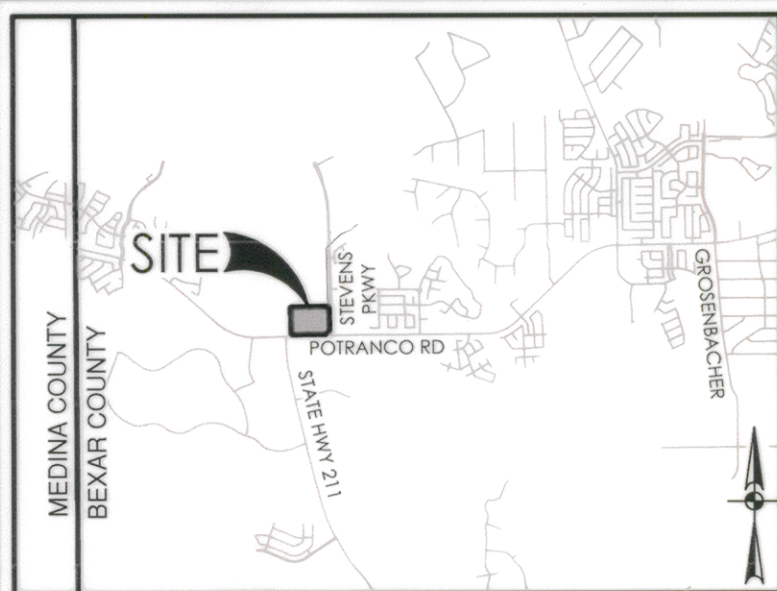 SITE
STEVENS
PKWY
POTRANCO RD
STATE HWY 211
GROSENBACHER
MEDINA COUNTY
BEXAR COUNTY